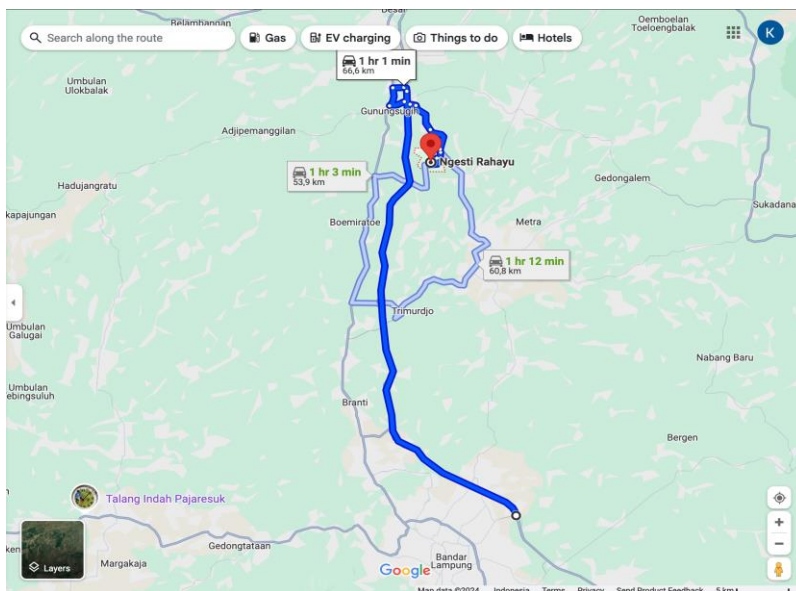 Desar
Belambangan
Oemboelan
Toeloengbalak
Search along the route
Gas
EV charging
Things to do
Hotels
K
1 hr 1 min
66,6 km
Umbulan
Ulokbalak
Gunungsugih
Adjipemanggilan
Ngesti Rahayu
1 hr 3 min
53,9 km
Gedongalem
Hadujangratu
Sukadana
kapajungan
Boemiratoe
Metra
1 hr 12 min
60,8 km
Trimurdjo
Umbulan
Galugai
Nabang Baru
Umbulan
ebingsuluh
Branti
Bergen
Talang Indah Pajaresuk
Gedongtataan
Layers
Margakaja
Bandar
Lampung
Google
Map data ©2024 Indonesia Terms Privacy Send Product Feedback 5 km